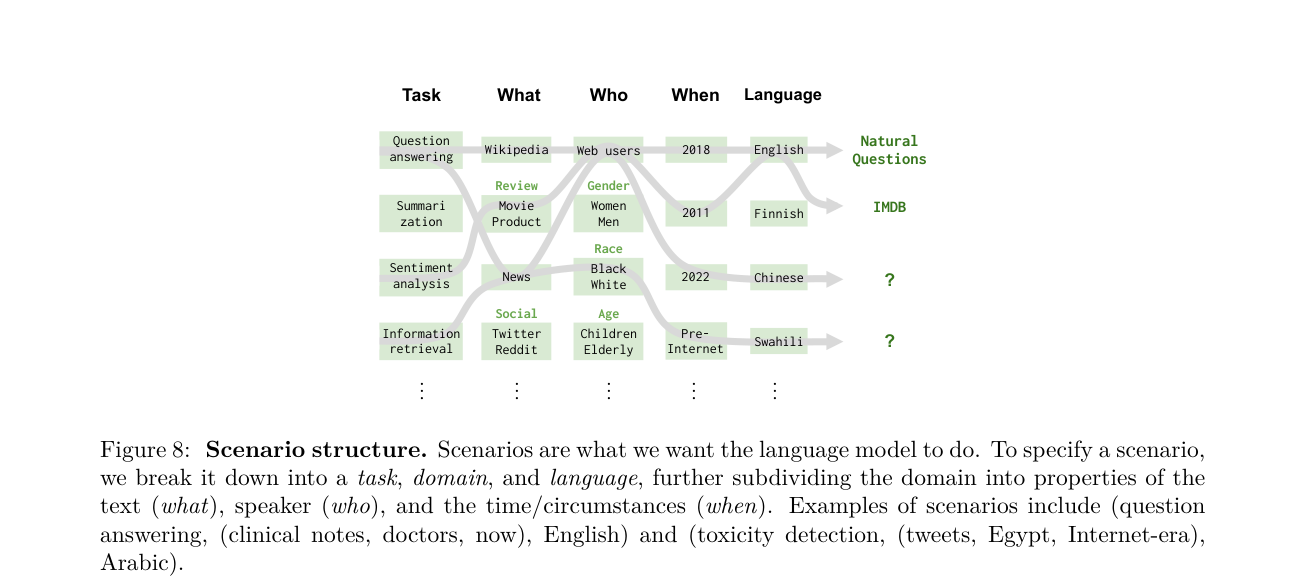 Task What Who When Language
Question answering Wikipedia Web users 2018 English Natural Questions
Review Gender
Summari zation Movie Product Women Men 2011 Finnish IMDB
Race
Sentiment analysis News Black White 2022 Chinese ?
Social Age
Information retrieval Twitter Reddit Children Elderly Pre- Internet Swahili ?
⋮ ⋮ ⋮ ⋮ ⋮
Figure 8: Scenario structure. Scenarios are what we want the language model to do. To specify a scenario,
we break it down into a task, domain, and language, further subdividing the domain into properties of the
text (what), speaker (who), and the time/circumstances (when). Examples of scenarios include (question
answering, (clinical notes, doctors, now), English) and (toxicity detection, (tweets, Egypt, Internet-era),
Arabic).